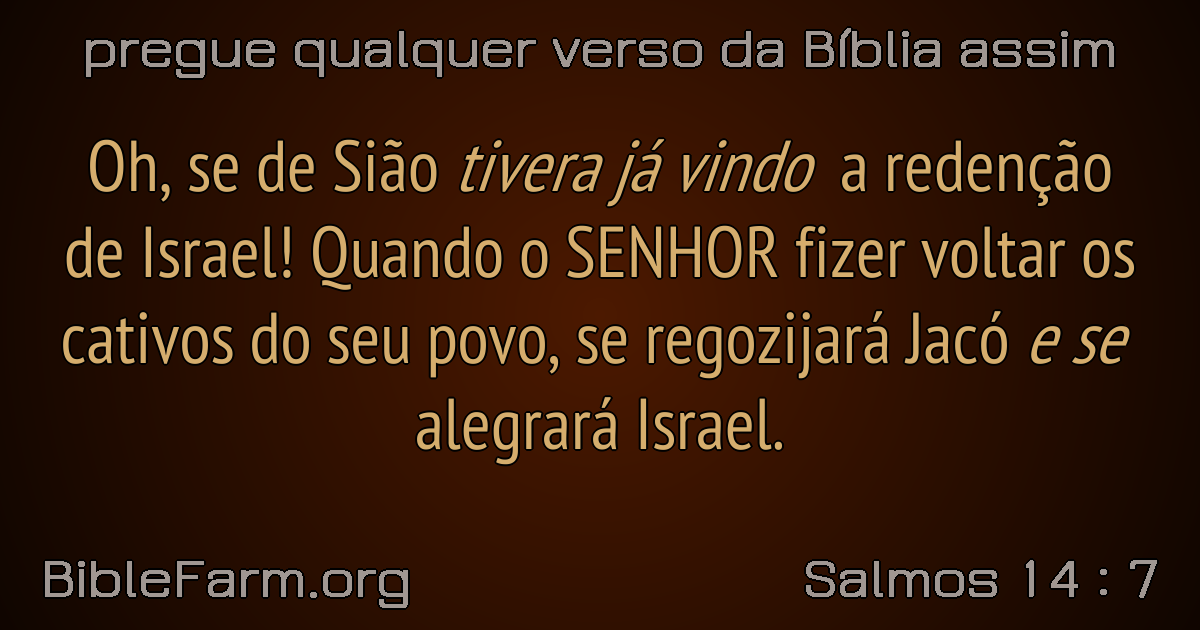 pregue qualquer verso da Bíblia assim
Oh, se de Sião tivera já vindo a redenção
de Israel! Quando o SENHOR fizer voltar os
cativos do seu povo, se regozijará Jacó e se
alegrará Israel.
BibleFarm.org
Salmos 14 : 7